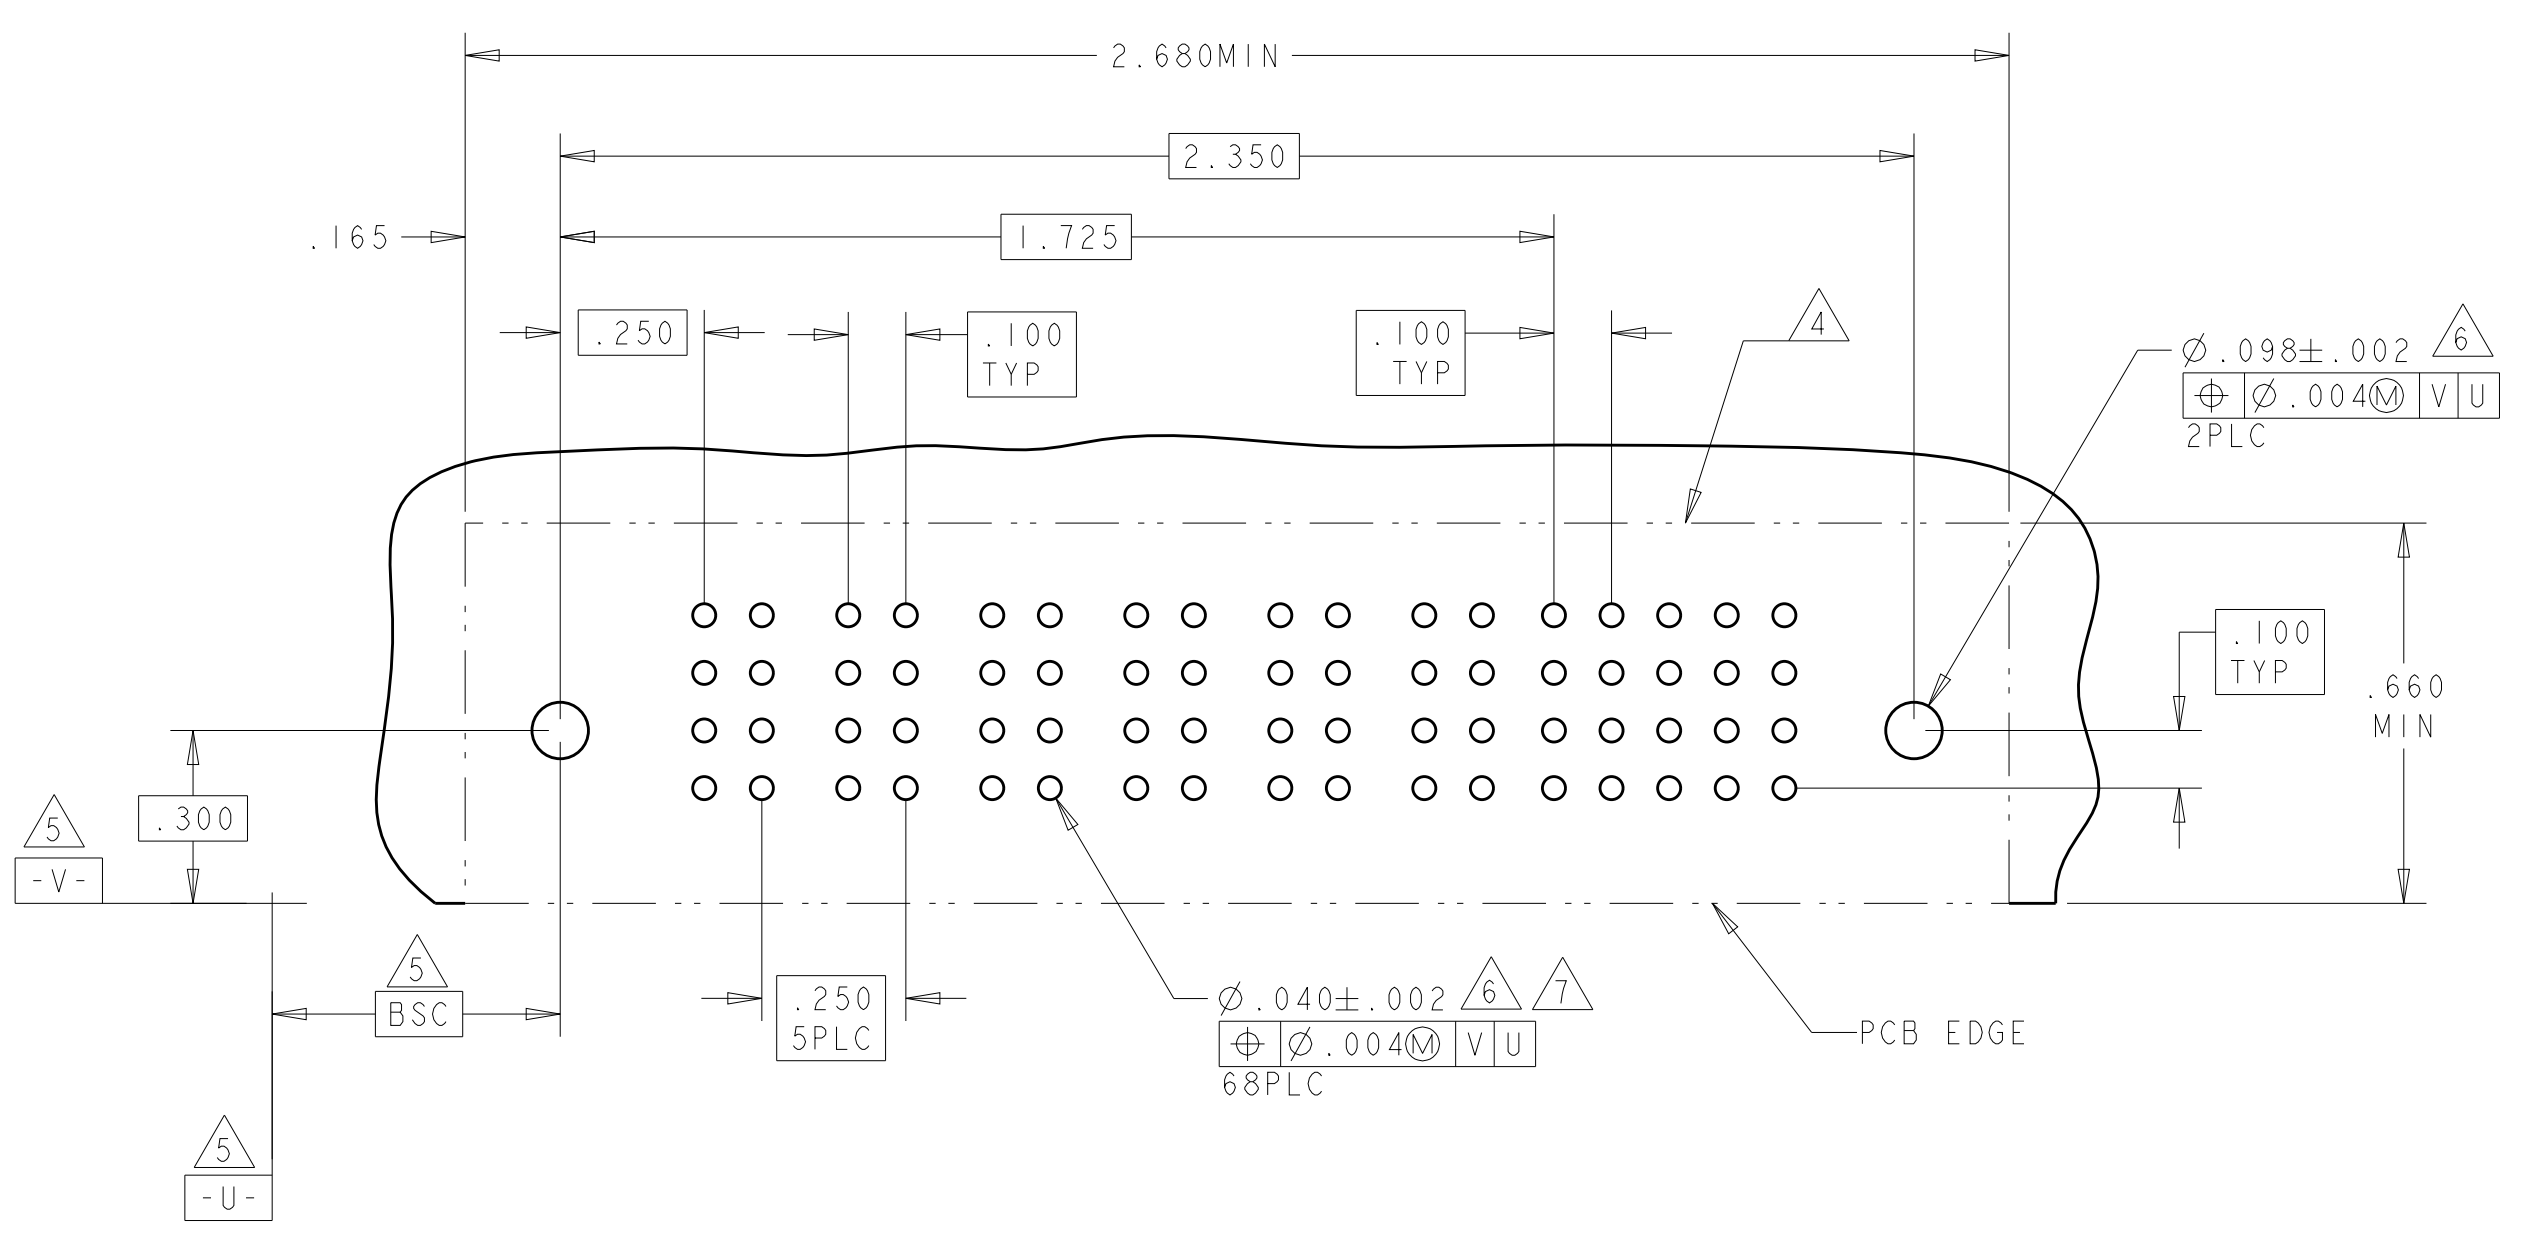 2.680MIN
2.350
.165
1.725
.250
.100
TYP
.100
TYP
4
Ø.098±.002 6
⌖ Ø.004Ⓜ V U
2PLC
.100
TYP
.660
MIN
.300
5
-V-
5
BSC
.250
5PLC
Ø.040±.002 6 7
⌖ Ø.004Ⓜ V U
68PLC
PCB EDGE
5
-U-